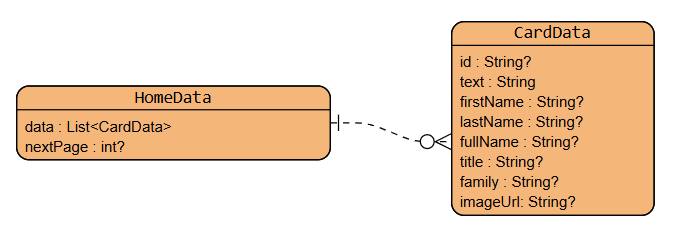 HomeData
data : List<CardData>
nextPage : int?
CardData
id : String?
text : String
firstName : String?
lastName : String?
fullName : String?
title : String?
family : String?
imageUrl: String?